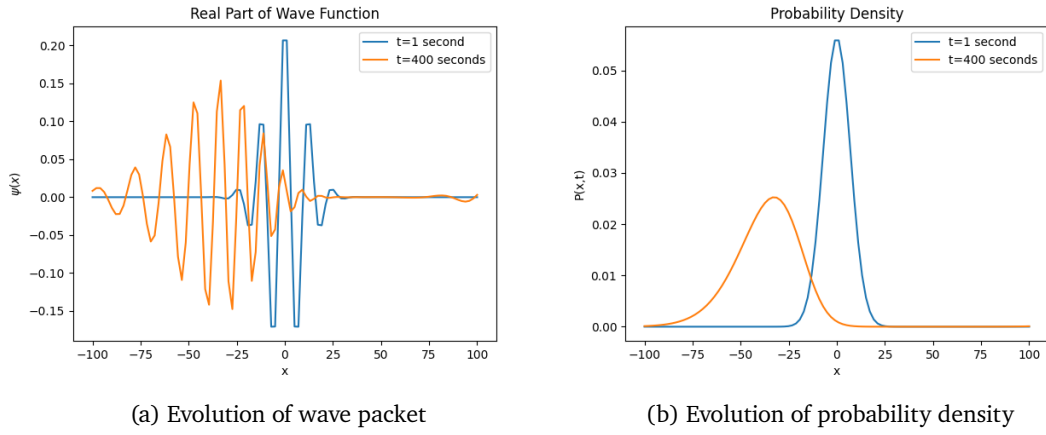 Real Part of Wave Function
t=1 second
t=400 seconds
0.20
0.15
0.10
0.05
0.00
−0.05
−0.10
−0.15
ψ(x)
−100 −75 −50 −25 0 25 50 75 100
x
(a) Evolution of wave packet
Probability Density
t=1 second
t=400 seconds
0.05
0.04
0.03
0.02
0.01
0.00
P(x,t)
−100 −75 −50 −25 0 25 50 75 100
x
(b) Evolution of probability density